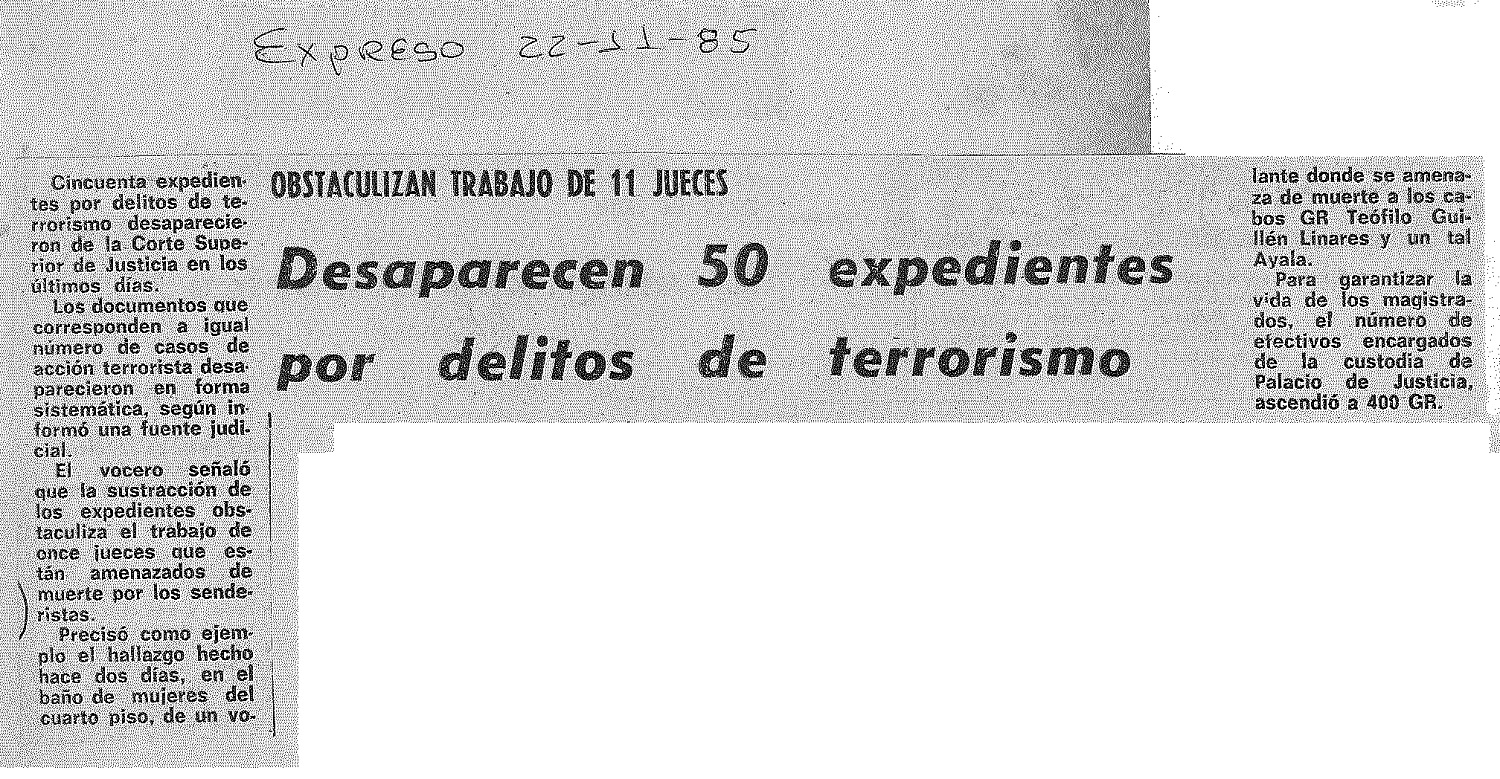 Expreso 22-11-85
OBSTACULIZAN TRABAJO DE 11 JUECES
Desaparecen 50 expedientes
por delitos de terrorismo
Cincuenta expedien-
tes por delitos de te-
rrorismo desaparecie-
ron de la Corte Supe-
rior de Justicia en los
últimos días.
Los documentos que
corresponden a igual
número de casos de
acción terrorista desa-
parecieron en forma
sistemática, según in-
formó una fuente judi-
cial.
El vocero señaló
que la sustracción de
los expedientes obs-
taculiza el trabajo de
once jueces que es-
tán amenazados de
muerte por los sende-
ristas.
Precisó como ejem-
plo el hallazgo hecho
hace dos días, en el
baño de mujeres del
cuarto piso, de un vo-
lante donde se amena-
za de muerte a los ca-
bos GR Teófilo Gui-
llén Linares y un tal
Ayala.
Para garantizar la
vida de los magistra-
dos, el número de
efectivos encargados
de la custodia de
Palacio de Justicia,
ascendió a 400 GR.